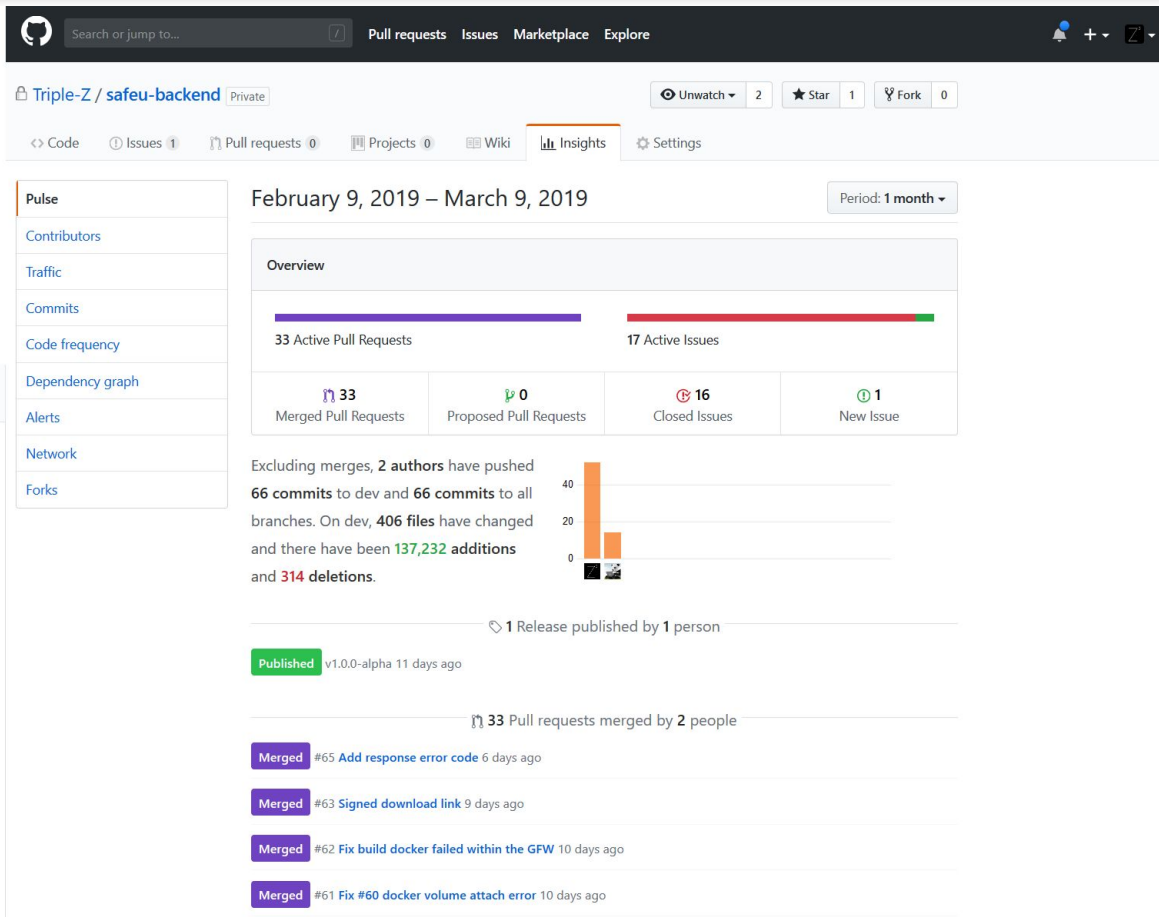 Search or jump to... / Pull requests Issues Marketplace Explore
Triple-Z / safeu-backend Private Unwatch 2 Star 1 Fork 0
Code Issues 1 Pull requests 0 Projects 0 Wiki Insights Settings
Pulse
Contributors
Traffic
Commits
Code frequency
Dependency graph
Alerts
Network
Forks
February 9, 2019 – March 9, 2019 Period: 1 month
Overview
33 Active Pull Requests 17 Active Issues
33 0 16 1
Merged Pull Requests Proposed Pull Requests Closed Issues New Issue
Excluding merges, 2 authors have pushed
66 commits to dev and 66 commits to all
branches. On dev, 406 files have changed
and there have been 137,232 additions
and 314 deletions.
40
20
0
1 Release published by 1 person
Published v1.0.0-alpha 11 days ago
33 Pull requests merged by 2 people
Merged #65 Add response error code 6 days ago
Merged #63 Signed download link 9 days ago
Merged #62 Fix build docker failed within the GFW 10 days ago
Merged #61 Fix #60 docker volume attach error 10 days ago